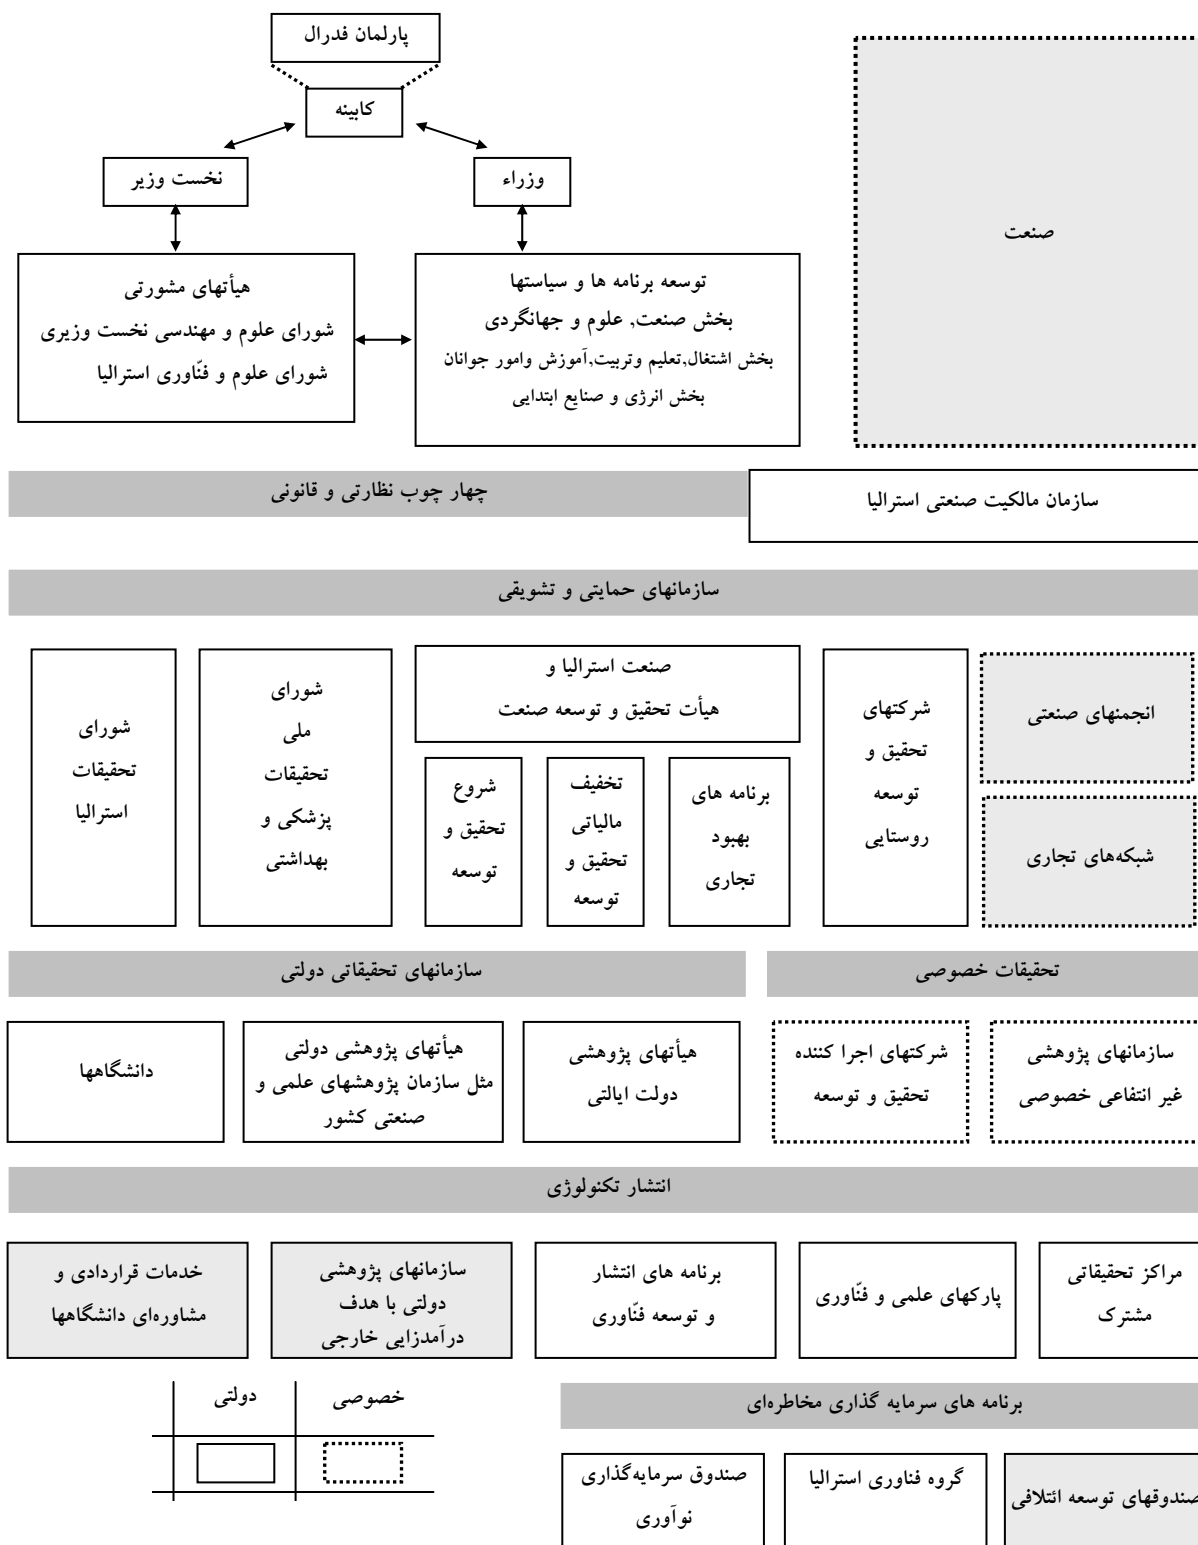 پارلمان فدرال
کابینه
وزراء
نخست وزیر
صنعت
توسعه برنامه ها و سیاستها
بخش صنعت, علوم و جهانگردی
بخش اشتغال,تعلیم وتربیت,آموزش وامور جوانان
بخش انرژی و صنایع ابتدایی
هیأتهای مشورتی
شورای علوم و مهندسی نخست وزیری
شورای علوم و فنّاوری استرالیا
سازمان مالکیت صنعتی استرالیا
چهار چوب نظارتی و قانونی
سازمانهای حمایتی و تشویقی
انجمنهای صنعتی
شبکه‌های تجاری
شرکتهای
تحقیق و
توسعه
روستایی
صنعت استرالیا و
هیأت تحقیق و توسعه صنعت
برنامه های
بهبود
تجاری
تخفیف
مالیاتی
تحقیق و
توسعه
شروع
تحقیق و
توسعه
شورای
ملی
تحقیقات
پزشکی و
بهداشتی
شورای
تحقیقات
استرالیا
تحقیقات خصوصی
سازمانهای تحقیقاتی دولتی
سازمانهای پژوهشی
غیر انتفاعی خصوصی
شرکتهای اجرا کننده
تحقیق و توسعه
هیأتهای پژوهشی
دولت ایالتی
هیأتهای پژوهشی دولتی
مثل سازمان پژوهشهای علمی و
صنعتی کشور
دانشگاهها
انتشار تکنولوژی
مراکز تحقیقاتی
مشترک
پارکهای علمی و فنّاوری
برنامه های انتشار
و توسعه فنّاوری
سازمانهای پژوهشی
دولتی با هدف
درآمدزایی خارجی
خدمات قراردادی و
مشاوره‌ای دانشگاهها
خصوصی
دولتی
برنامه های سرمایه گذاری مخاطره‌ای
صندوقهای توسعه ائتلافی
گروه فناوری استرالیا
صندوق سرمایه‌گذاری
نوآوری